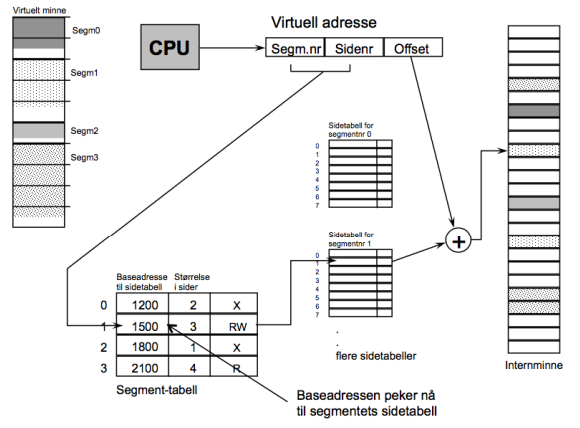 Virtuelt minne
Segm0
Segm1
Segm2
Segm3
CPU
Virtuell adresse
Segm.nr Sidenr Offset
Sidetabell for
segmentnr 0
0
1
2
3
4
5
6
7
Sidetabell for
segmentnr 1
0
1
2
3
4
5
6
7
.
.
flere sidetabeller
+
Internminne
Baseadresse Størrelse
til sidetabell i sider
0 1200 2 X
1 1500 3 RW
2 1800 1 X
3 2100 4 R
Segment-tabell
Baseadressen peker nå
til segmentets sidetabell